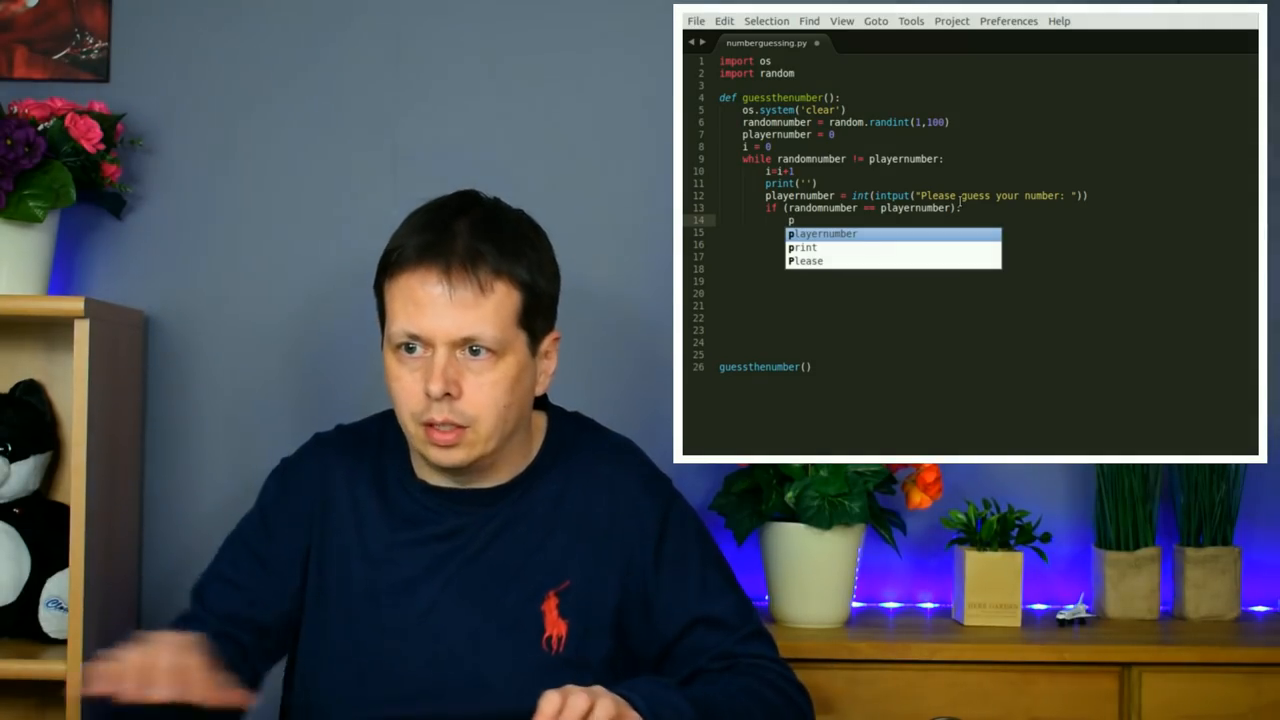 File Edit Selection Find View Goto Tools Project Preferences Help
numberguessing.py
1 import os
2 import random
3
4 def guessthenumber():
5 os.system('clear')
6 randomnumber = random.randint(1,100)
7 playernumber = 0
8 i = 0
9 while randomnumber != playernumber:
10 i=i+1
11 print('')
12 playernumber = int(intput("Please guess your number: "))
13 if (randomnumber == playernumber):
14 p
15 playernumber
16 print
17 Please
18
19
20
21
22
23
24
25
26 guessthenumber()
HERB GARDEN